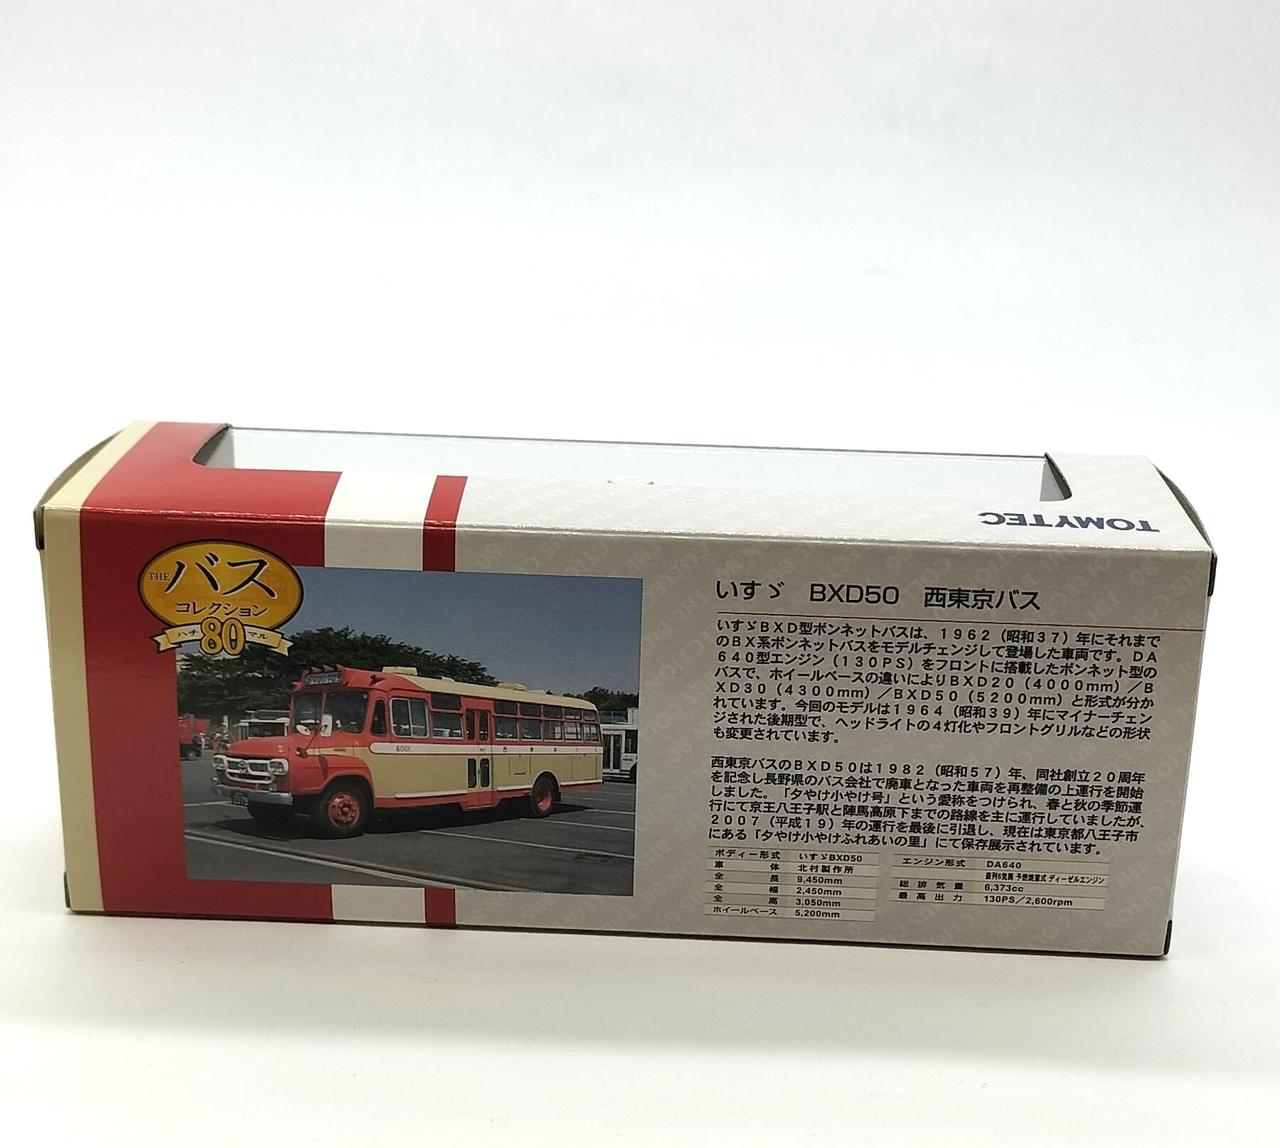 TOMYTEC
THE
バス
コレクション
ハチ 80 マル
いすゞ BXD50 西東京バス
いすゞBXD型ボンネットバスは、1962（昭和37）年にそれまで
のBX系ボンネットバスをモデルチェンジして登場した車両です。DA
640型エンジン（130PS）をフロントに搭載したボンネット型の
バスで、ホイールベースの違いによりBXD20（4000mm）／B
XD30（4300mm）／BXD50（5200mm）と形式が分か
れています。今回のモデルは1964（昭和39）年にマイナーチェン
ジされた後期型で、ヘッドライトの4灯化やフロントグリルなどの形状
も変更されています。
西東京バスのBXD50は1982（昭和57）年、同社創立20周年
を記念し長野県のバス会社で廃車となった車両を再整備の上運行を開始
しました。「夕やけ小やけ号」という愛称をつけられ、春と秋の季節運
行にて京王八王子駅と陣馬高原下までの路線を主に運行していましたが、
2007（平成19）年の運行を最後に引退し、現在は東京都八王子市
にある「夕やけ小やけふれあいの里」にて保存展示されています。
ボディー形式 いすゞBXD50
車体 北村製作所
全長 9,450mm
全幅 2,450mm
全高 3,050mm
ホイールベース 5,200mm
エンジン形式 DA640
直列6気筒 予燃焼室式 ディーゼルエンジン
総排気量 6,373cc
最高出力 130PS／2,600rpm